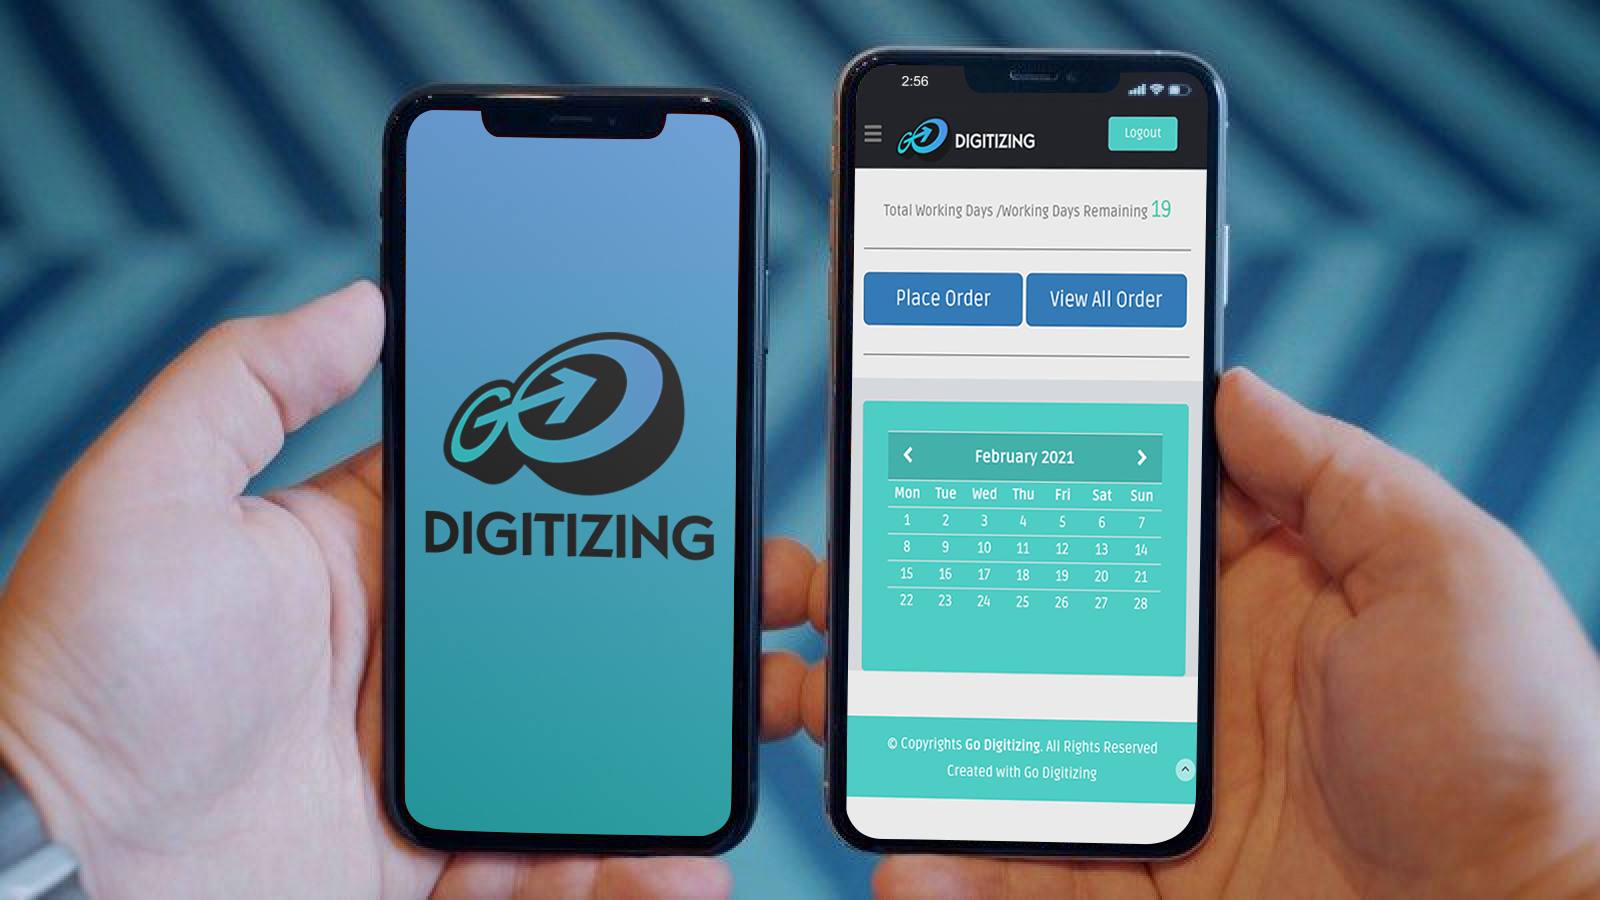 GO
DIGITIZING
2:56
GO DIGITIZING
Logout
Total Working Days /Working Days Remaining 19
Place Order
View All Order
February 2021
Mon Tue Wed Thu Fri Sat Sun
1 2 3 4 5 6 7
8 9 10 11 12 13 14
15 16 17 18 19 20 21
22 23 24 25 26 27 28
© Copyrights Go Digitizing. All Rights Reserved
Created with Go Digitizing